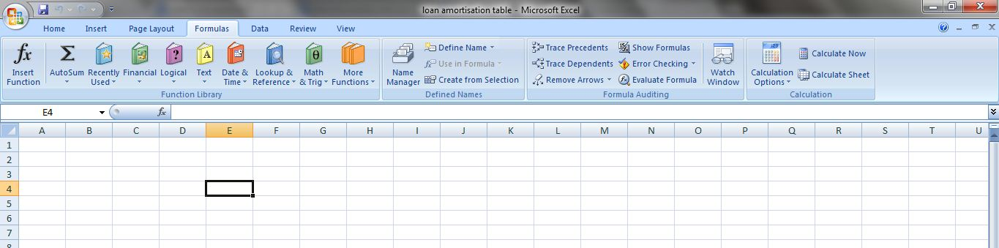 loan amortisation table - Microsoft Excel
Home Insert Page Layout Formulas Data Review View
fx Insert Function
Σ AutoSum
Recently Used
Financial
? Logical
A Text
Date & Time
Lookup & Reference
θ Math & Trig
More Functions
Function Library
Name Manager
Define Name
Use in Formula
Create from Selection
Defined Names
Trace Precedents
Trace Dependents
Remove Arrows
Show Formulas
Error Checking
Evaluate Formula
Watch Window
Formula Auditing
Calculation Options
Calculate Now
Calculate Sheet
Calculation
E4 fx
A B C D E F G H I J K L M N O P Q R S T U
1
2
3
4
5
6
7
8